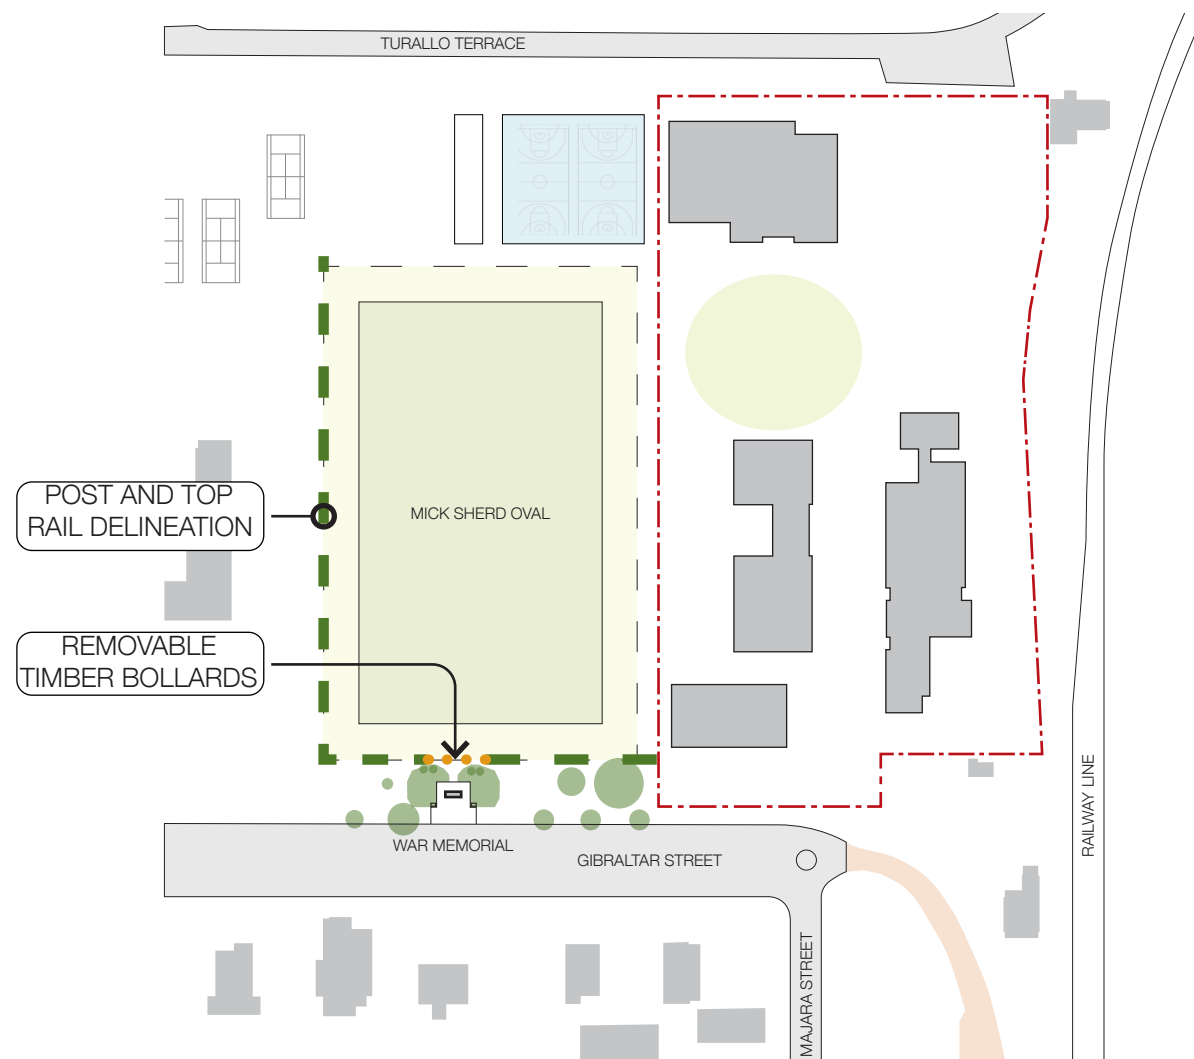 TURALLO TERRACE
POST AND TOP
RAIL DELINEATION
MICK SHERD OVAL
REMOVABLE
TIMBER BOLLARDS
WAR MEMORIAL
GIBRALTAR STREET
RAILWAY LINE
MAJARA STREET